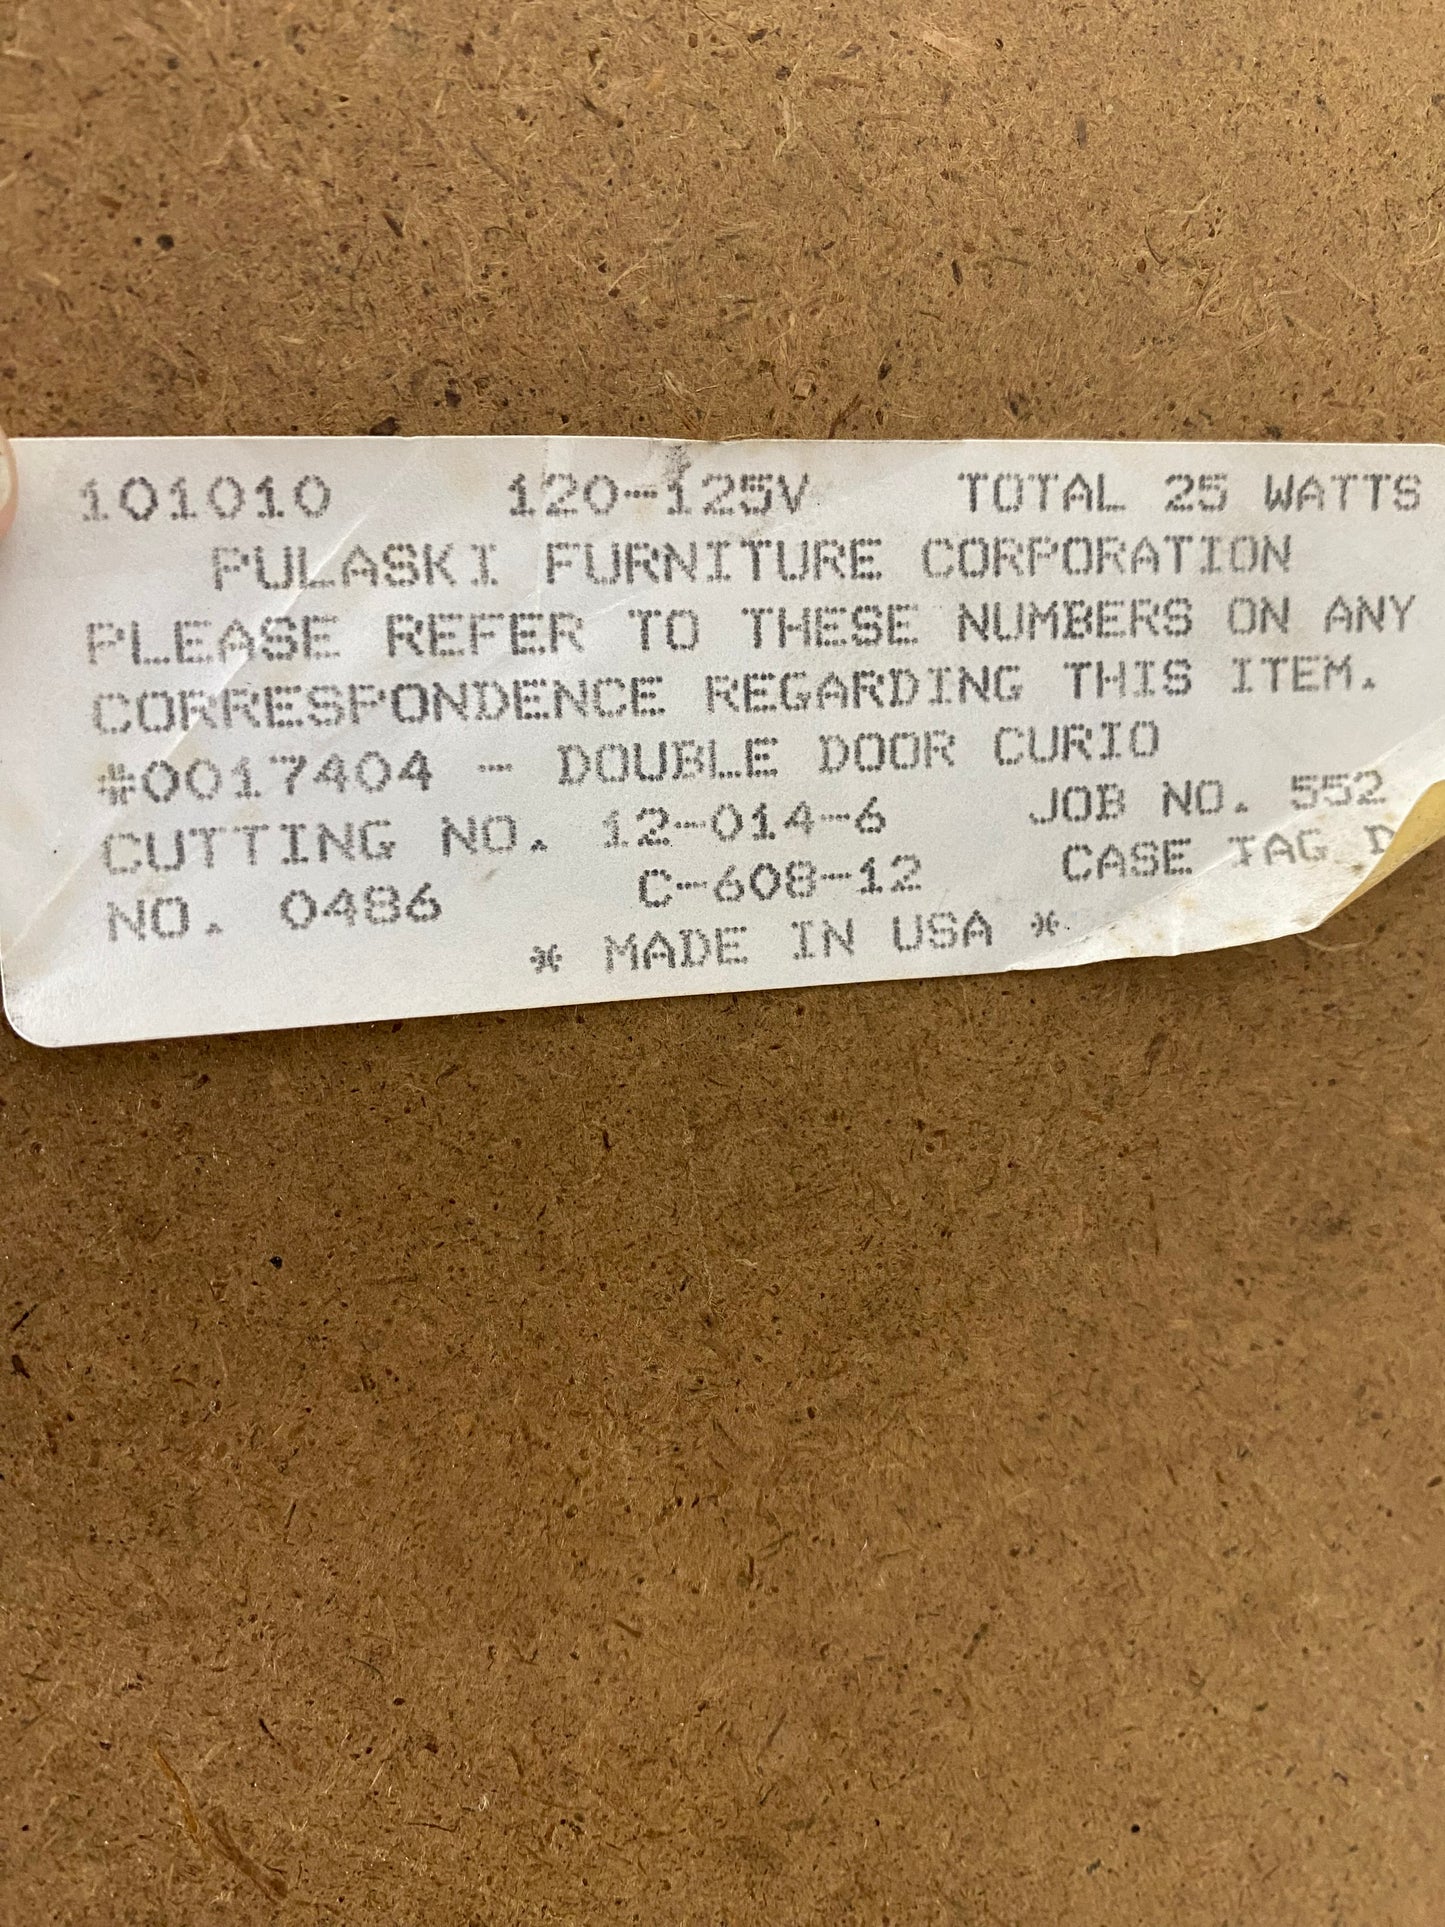 101010 120-125V TOTAL 25 WATTS
PULASKI FURNITURE CORPORATION
PLEASE REFER TO THESE NUMBERS ON ANY
CORRESPONDENCE REGARDING THIS ITEM.
#0017404 - DOUBLE DOOR CURIO
CUTTING NO. 12-014-6 JOB NO. 552
NO. 0486 C-608-12 CASE TAG D
* MADE IN USA *